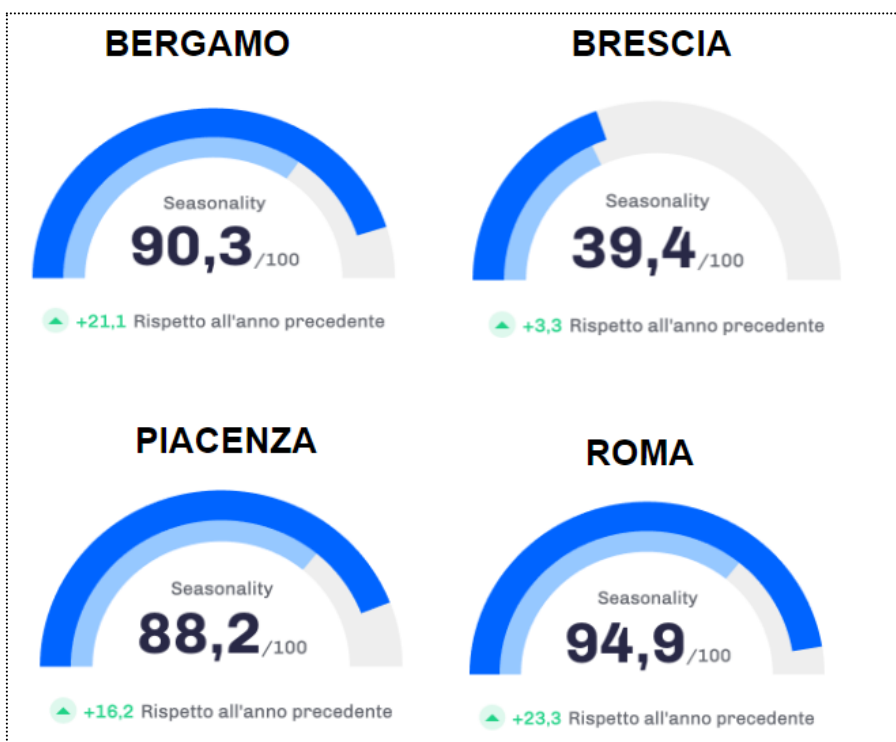 BERGAMO
Seasonality
90,3/100
+21,1 Rispetto all'anno precedente
BRESCIA
Seasonality
39,4/100
+3,3 Rispetto all'anno precedente
PIACENZA
Seasonality
88,2/100
+16,2 Rispetto all'anno precedente
ROMA
Seasonality
94,9/100
+23,3 Rispetto all'anno precedente